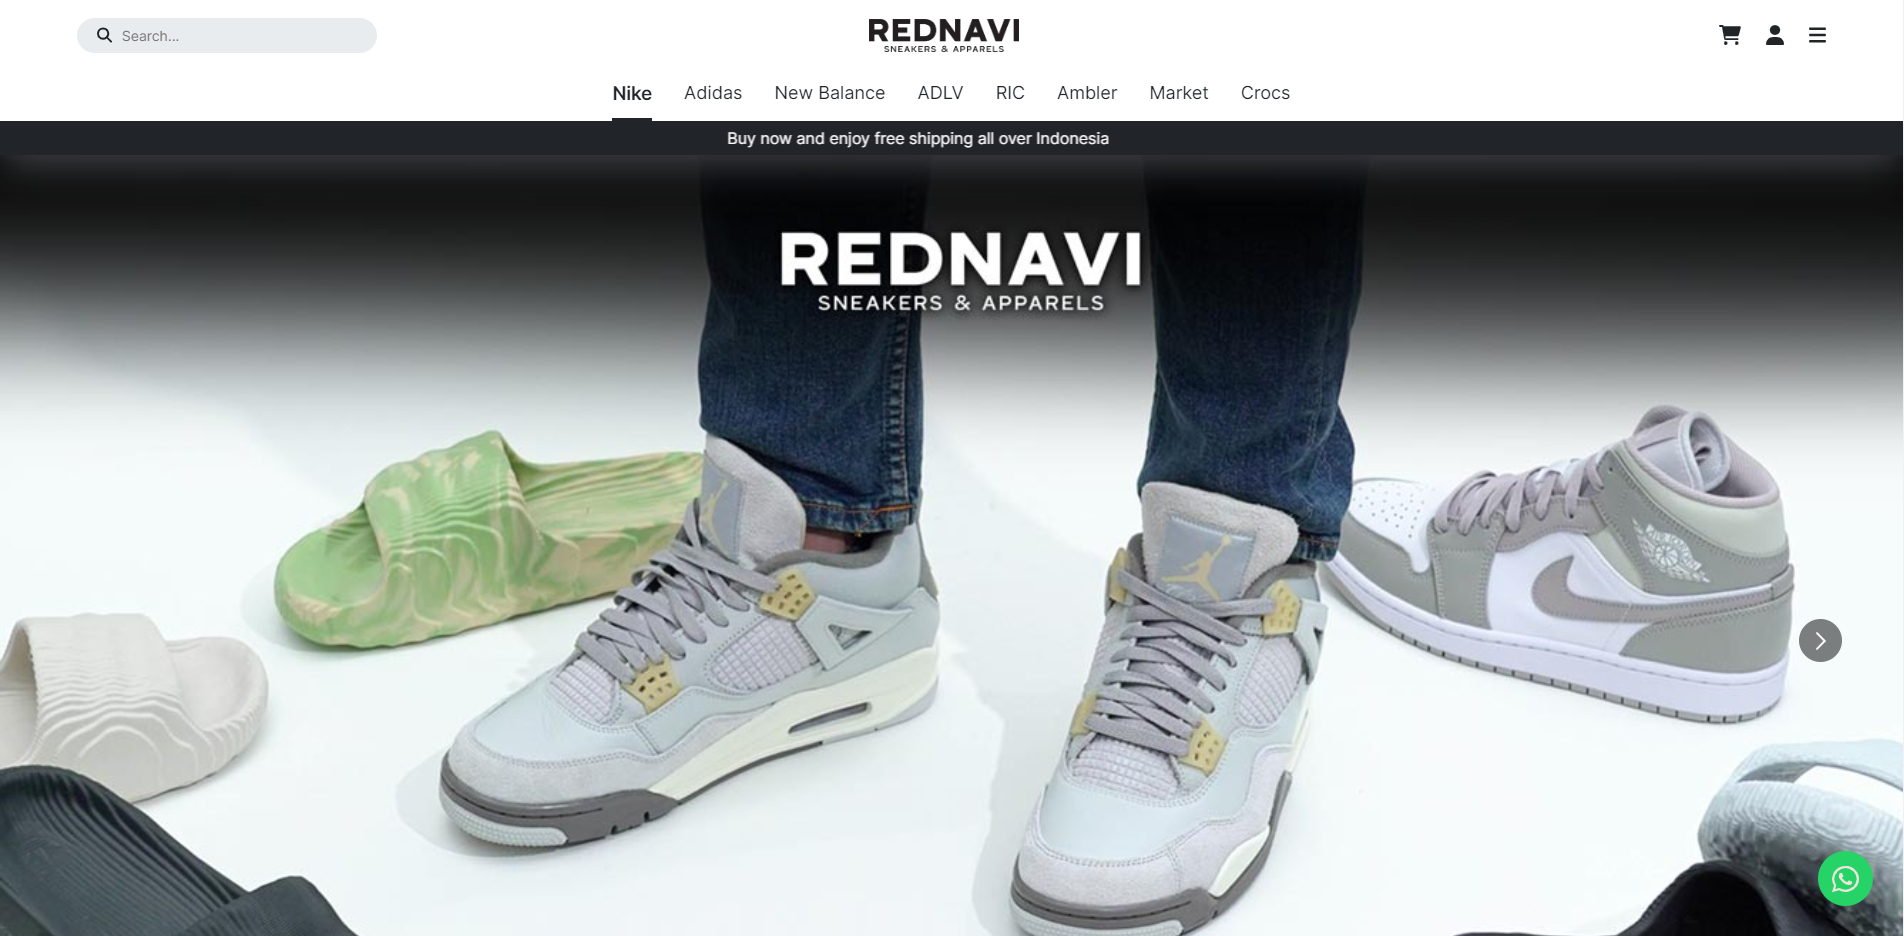 Search...
REDNAVI
SNEAKERS & APPARELS
Nike Adidas New Balance ADLV RIC Ambler Market Crocs
Buy now and enjoy free shipping all over Indonesia
REDNAVI
SNEAKERS & APPARELS